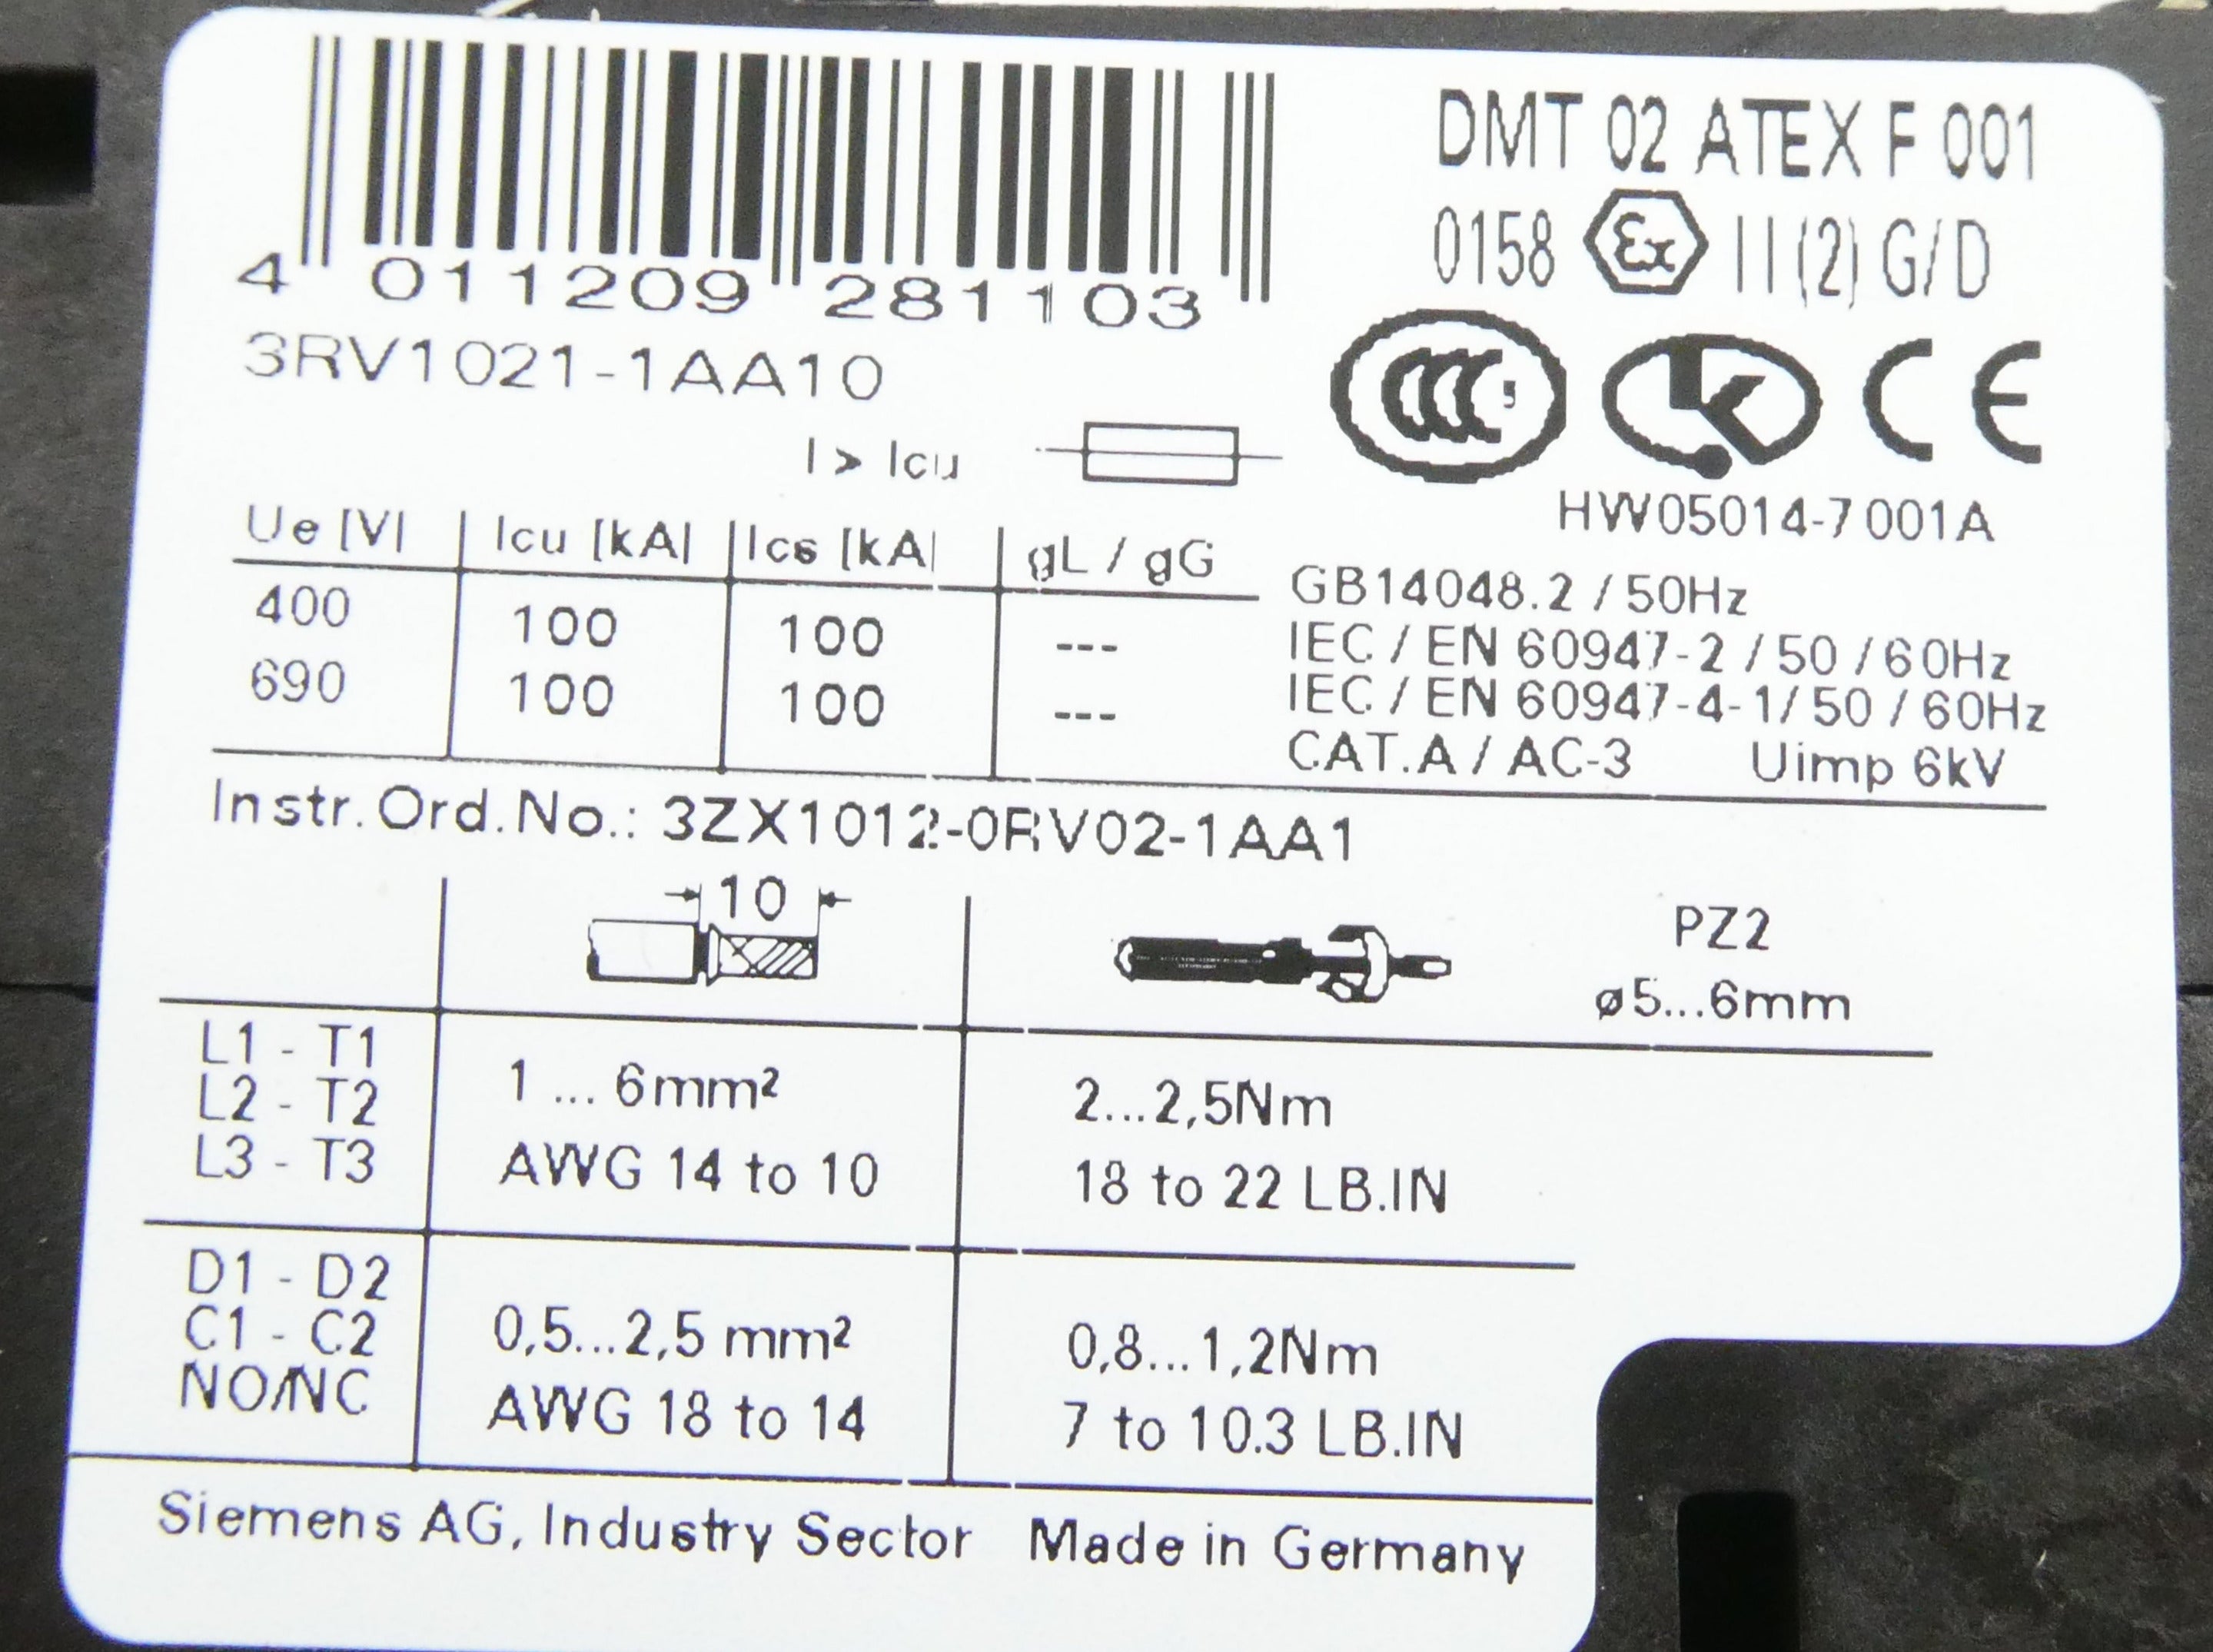 4 011209 281103
3RV1021-1AA10
DMT 02 ATEX F 001
0158 Ex II (2) G/D
CCC
CE
HW05014-7001A
I > Icu
Ue [V] Icu [kA] Ics [kA] gL / gG
400 100 100 ---
690 100 100 ---
GB14048.2 / 50Hz
IEC / EN 60947-2 / 50 / 60Hz
IEC / EN 60947-4-1/ 50 / 60Hz
CAT.A / AC-3 Uimp 6kV
Instr.Ord.No.: 3ZX1012-0RV02-1AA1
10
PZ2
ø5...6mm
L1 - T1
L2 - T2
L3 - T3
1 ... 6mm²
AWG 14 to 10
2...2,5Nm
18 to 22 LB.IN
D1 - D2
C1 - C2
NO/NC
0,5...2,5 mm²
AWG 18 to 14
0,8...1,2Nm
7 to 10.3 LB.IN
Siemens AG, Industry Sector Made in Germany